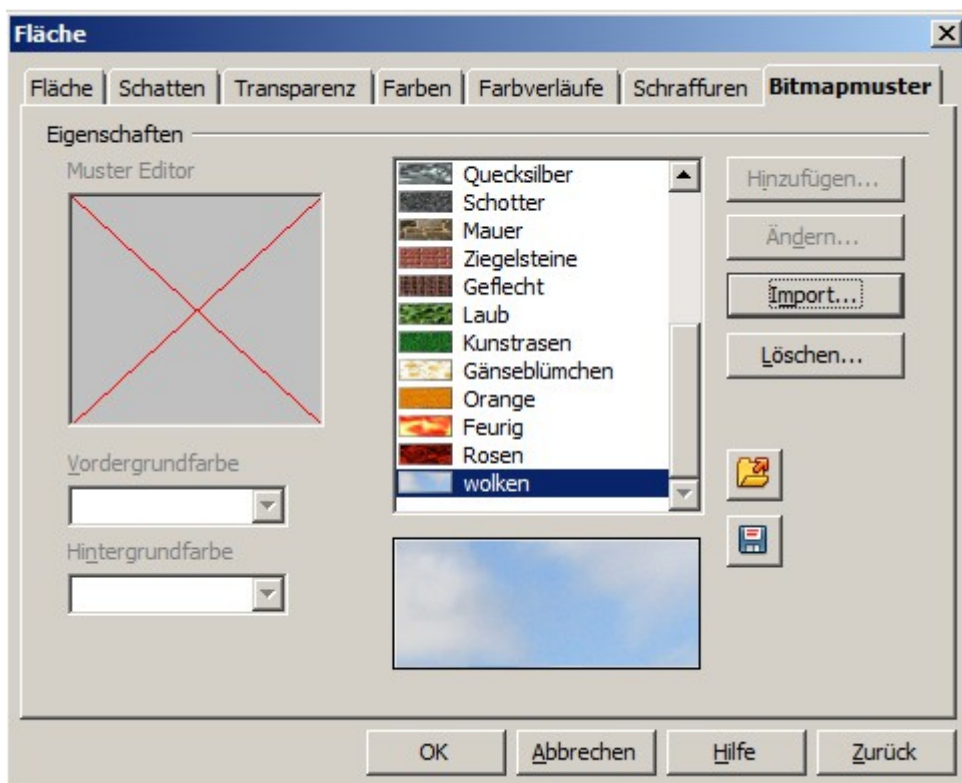 Fläche
Fläche Schatten Transparenz Farben Farbverläufe Schraffuren Bitmapmuster
Eigenschaften
Muster Editor
Vordergrundfarbe
Hintergrundfarbe
Quecksilber
Schotter
Mauer
Ziegelsteine
Geflecht
Laub
Kunstrasen
Gänseblümchen
Orange
Feurig
Rosen
wolken
Hinzufügen...
Ändern...
Import...
Löschen...
OK Abbrechen Hilfe Zurück